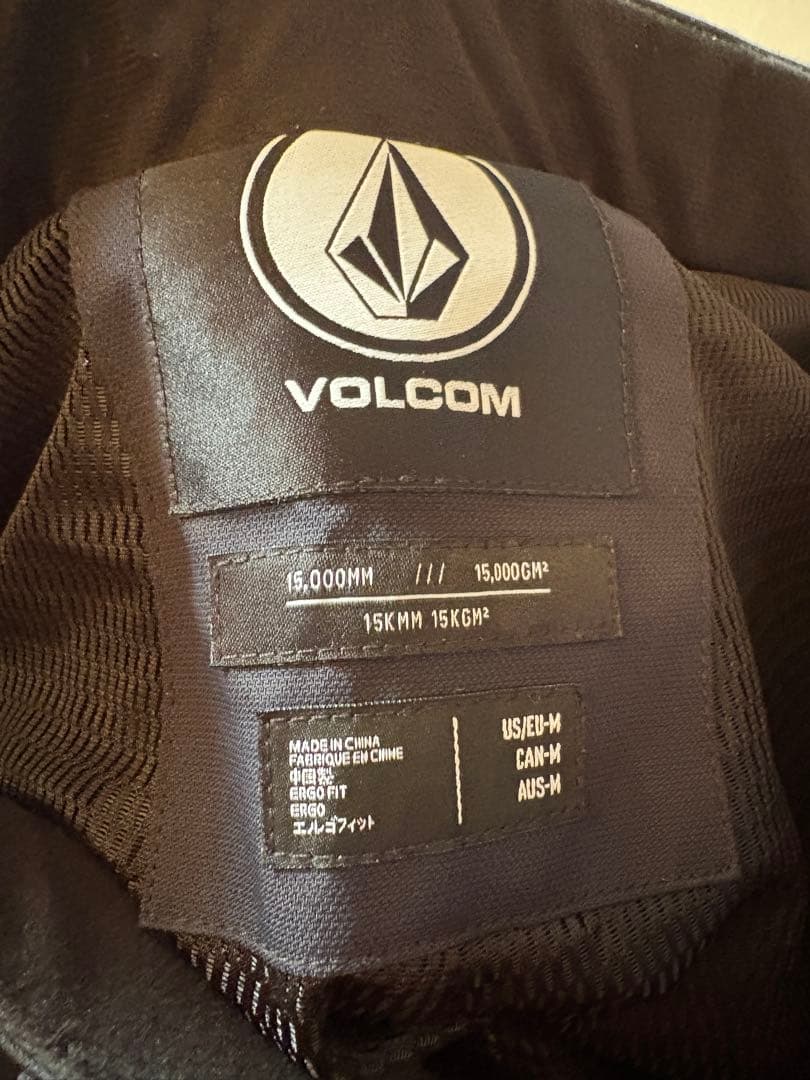 VOLCOM
15,000MM /// 15,000GM²
15KMM 15KGM²
MADE IN CHINA
FABRIQUE EN CHINE
中国製
ERGO FIT
ERGO
エルゴフィット
US/EU-M
CAN-M
AUS-M